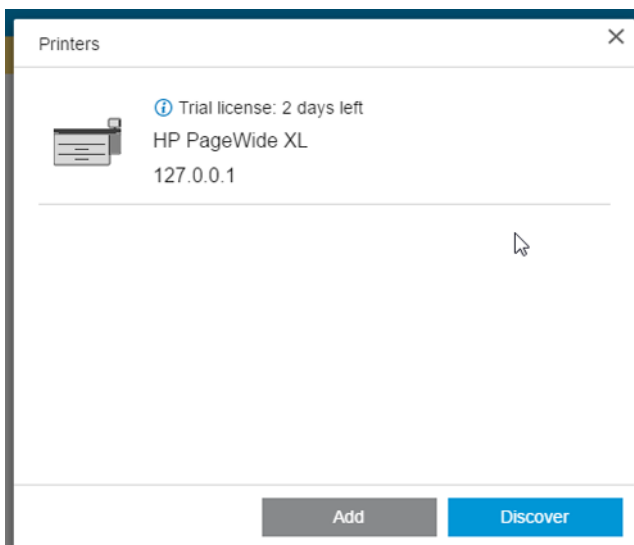 Printers
Trial license: 2 days left
HP PageWide XL
127.0.0.1
Add
Discover